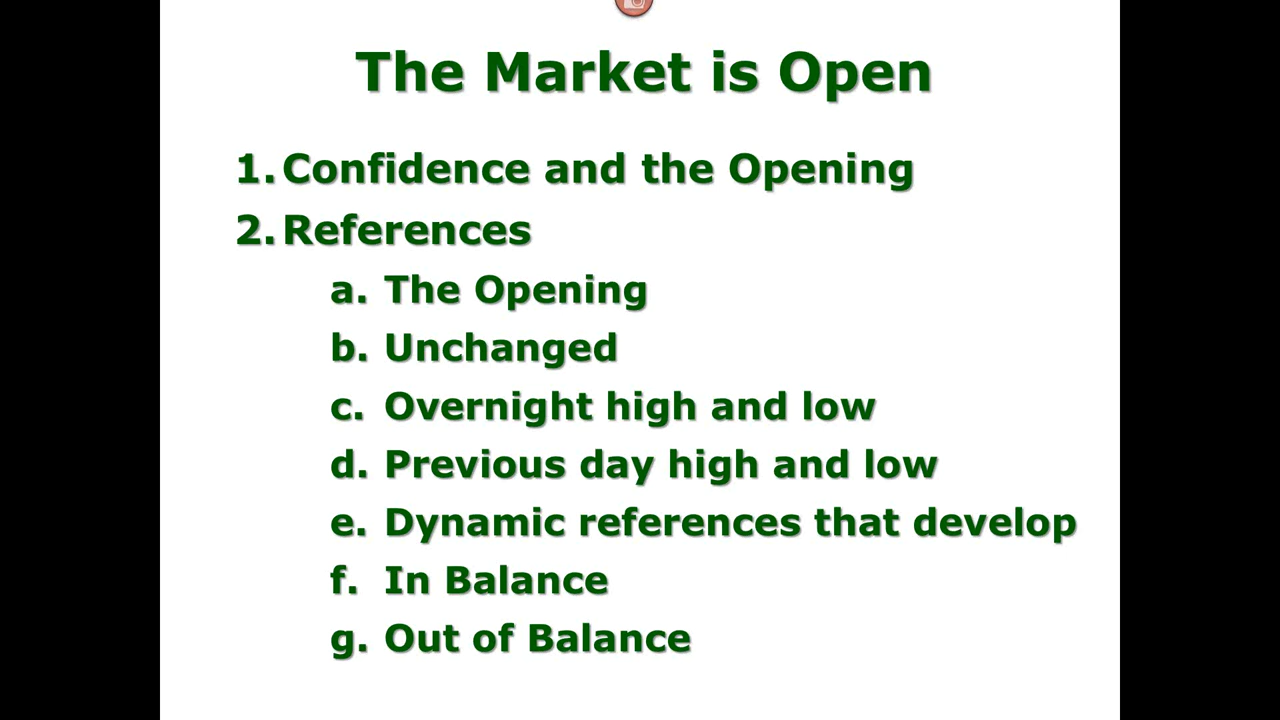 The Market is Open
1. Confidence and the Opening
2. References
a. The Opening
b. Unchanged
c. Overnight high and low
d. Previous day high and low
e. Dynamic references that develop
f. In Balance
g. Out of Balance